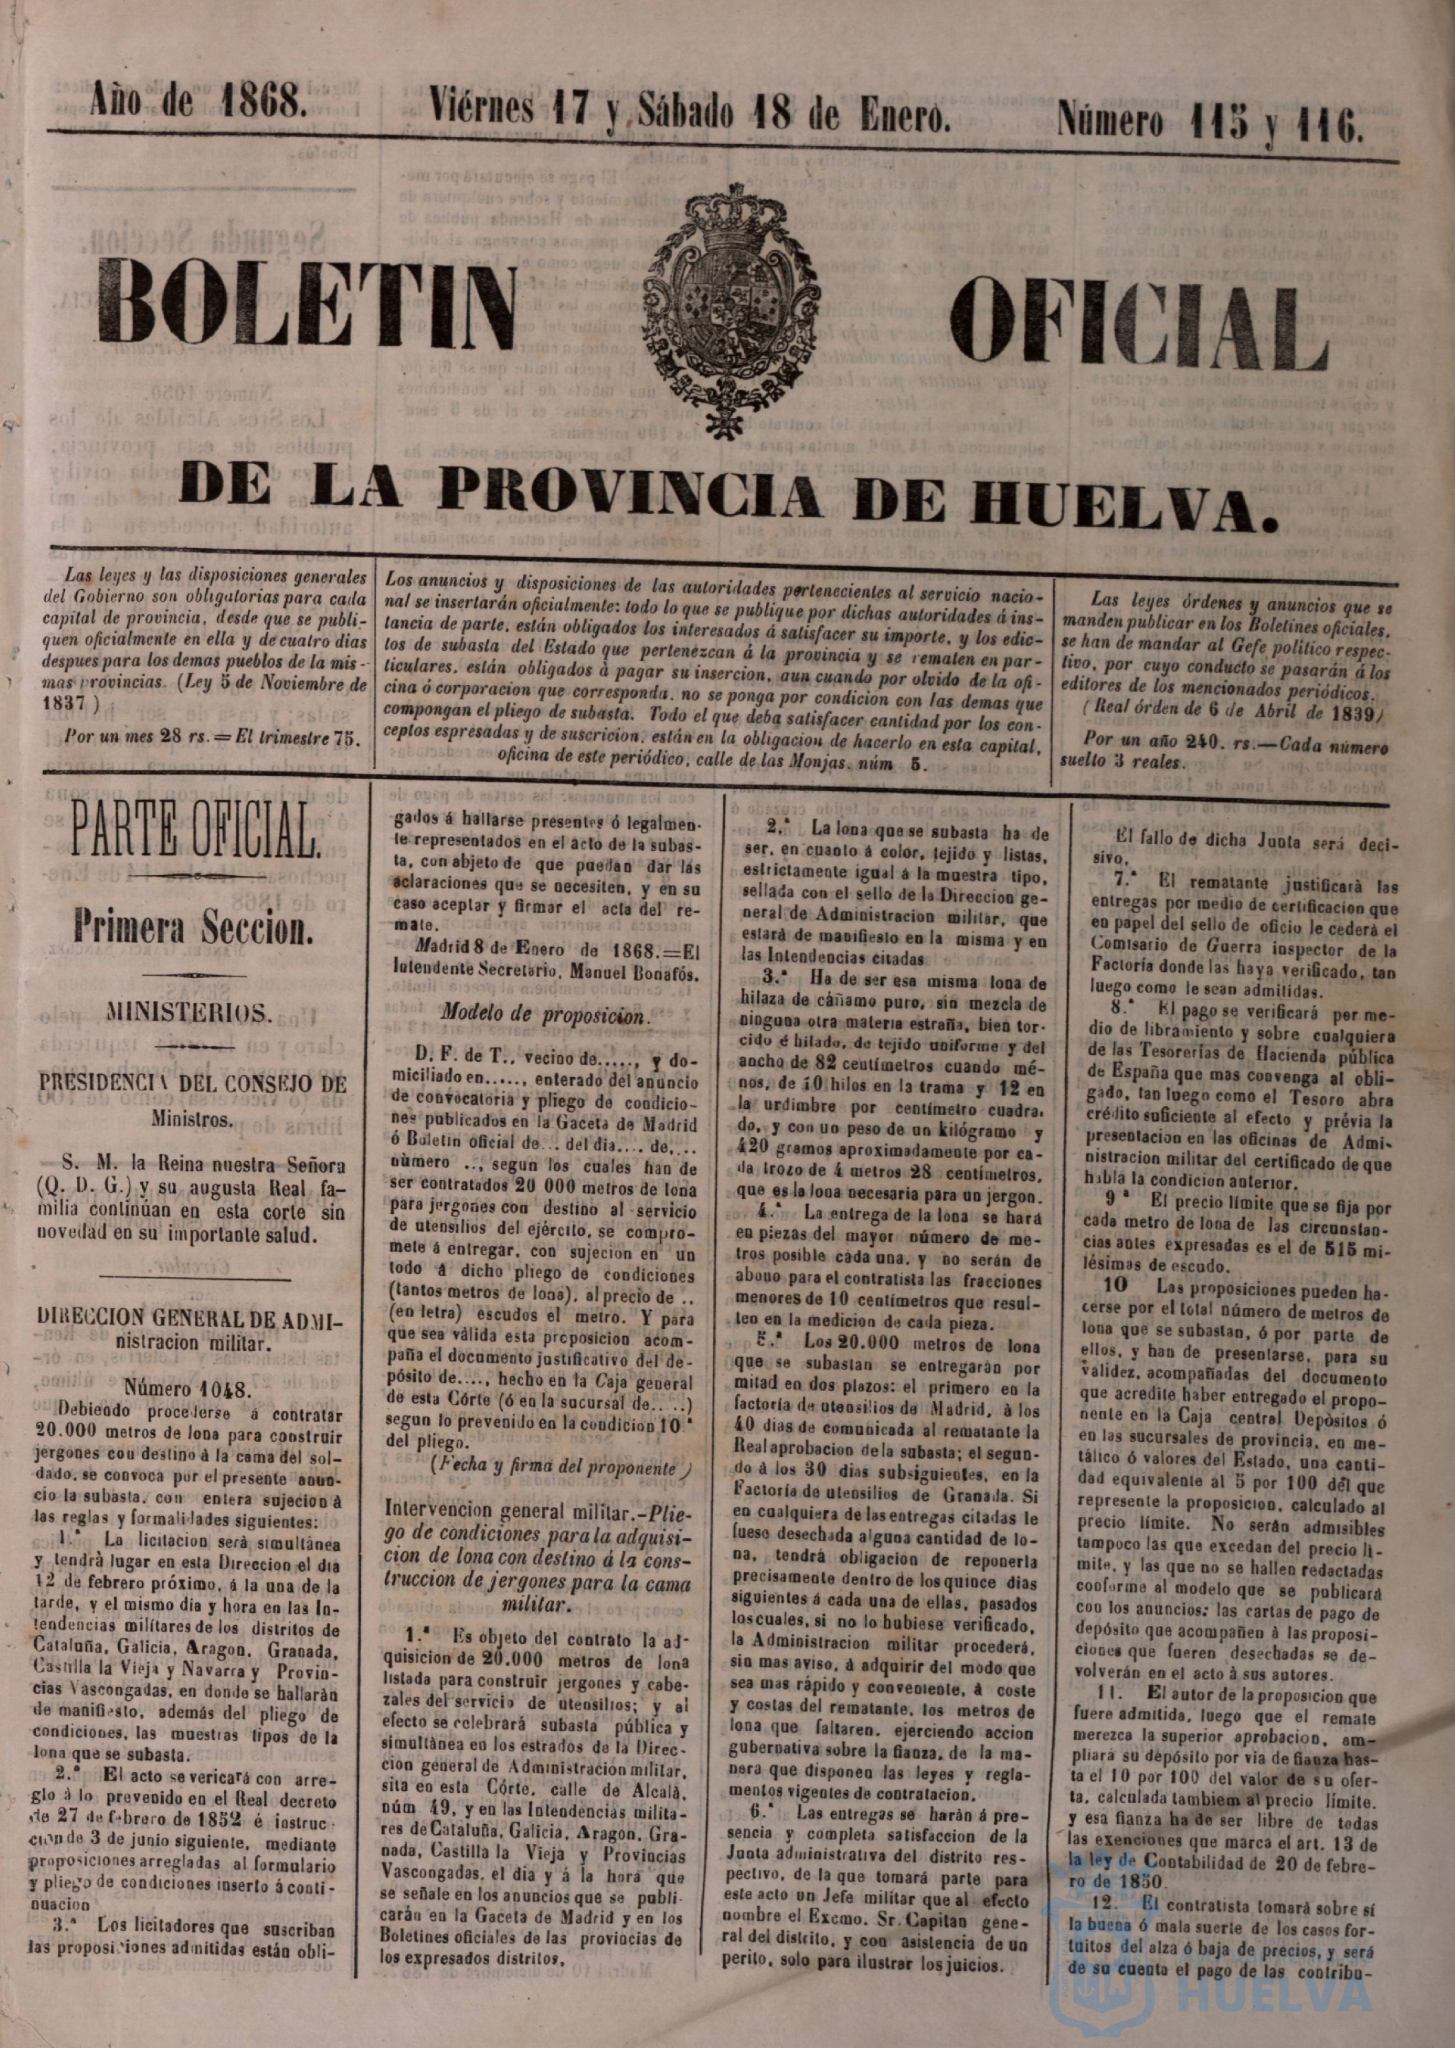 Año de 1868.
Viérnes 17 y Sábado 18 de Enero.
Número 115 y 116.
BOLETIN OFICIAL
DE LA PROVINCIA DE HUELVA.
Las leyes y las disposiciones generales
del Gobierno son obligatorias para cada
capital de provincia, desde que se publi-
quen oficialmente en ella y de cuatro dias
despues para los demas pueblos de la mis-
mas provincias. (Ley 5 de Noviembre de
1837)
Por un mes 28 rs.=El trimestre 75.
Los anuncios y disposiciones de las autoridades pertenecientes al servicio nacio-
nal se insertarán oficialmente: todo lo que se publique por dichas autoridades á ins-
tancia de parte, están obligados los interesados á satisfacer su importe, y los edic-
tos de subasta del Estado que pertenezcan á la provincia y se rematen en par-
ticulares, están obligados á pagar su insercion, aun cuando por olvido de la ofi-
cina ó corporacion que corresponda, no se ponga por condicion con las demas que
compongan el pliego de subasta. Todo el que deba satisfacer cantidad por los con-
ceptos espresadas y de suscricion, están en la obligacion de hacerlo en esta capital,
oficina de este periódico, calle de las Monjas, núm 5.
Las leyes órdenes y anuncios que se
manden publicar en los Boletines oficiales,
se han de mandar al Gefe político respec-
tivo, por cuyo conducto se pasarán á los
editores de los mencionados periódicos.
(Real órden de 6 de Abril de 1839)
Por un año 240. rs.—Cada número
suelto 3 reales.
PARTE OFICIAL.
Primera Seccion.
MINISTERIOS.
PRESIDENCIA DEL CONSEJO DE
Ministros.
S. M. la Reina nuestra Señora
(Q. D. G.) y su augusta Real fa-
milia continúan en esta corte sin
novedad en su importante salud.
DIRECCION GENERAL DE ADMI-
nistracion militar.
Número 1048.
Debiendo procederse á contratar
20.000 metros de lona para construir
jergones con destino á la cama del sol-
dado, se convoca por el presente anun-
cio la subasta, con entera sujecion à
las reglas y formalidades siguientes:
1.ª La licitacion será simultánea
y tendrá lugar en esta Direccion el dia
12 de febrero próximo, á la una de la
tarde, y el mismo dia y hora en las In-
tendencias militares de los distritos de
Cataluña, Galicia, Aragon, Granada,
Castilla la Vieja y Navarra y Provin-
cias Vascongadas, en donde se hallarán
de manifiesto, además del pliego de
condiciones, las muestras tipos de la
lona que se subasta.
2.ª El acto se vericará con arre-
glo à lo prevenido en el Real decreto
de 27 de febrero de 1852 é instruc-
cion de 3 de junio siguiente, mediante
proposiciones arregladas al formulario
y pliego de condiciones inserto á conti-
nuacion
3.ª Los licitadores que suscriban
las proposiciones admitidas están obli-
gados á hallarse presentes ó legalmen-
te representados en el acto de la subas-
ta, con objeto de que puedan dar las
aclaraciones que se necesiten, y en su
caso aceptar y firmar el acta del re-
mate.
Madrid 8 de Enero de 1868.=El
Intendente Secretario, Manuel Bonafós.
Modelo de proposicion.
D. F. de T., vecino de....., y do-
miciliado en....., enterado del anuncio
de convocatoria y pliego de condicio-
nes publicados en la Gaceta de Madrid
ó Boletin oficial de... del dia.... de,...
número .., segun los cuales han de
ser contratados 20 000 metros de lona
para jergones con destino al servicio
de utensilios del ejército, se compro-
mete á entregar, con sujecion en un
todo á dicho pliego de condiciones
(tantos metros de lona), al precio de ..
(en letra) escudos el metro. Y para
que sea válida esta proposicion acom-
paña el documento justificativo del de-
pósito de...., hecho en la Caja general
de esta Córte (ó en la sucursal de.. ..)
segun lo prevenido en la condicion 10ª
del pliego.
(Fecha y firma del proponente)
Intervencion general militar.-Plie-
go de condiciones para la adquisi-
cion de lona con destino á la cons-
truccion de jergones para la cama
militar.
1.ª Es objeto del contrato la ad-
quisicion de 20.000 metros de lona
listada para construir jergones y cabe-
zales del servicio de utensilios; y al
efecto se celebrará subasta pública y
simultánea en los estrados de la Direc-
cion general de Administracion militar,
sita en esta Córte, calle de Alcalà,
núm 49, y en las Intendencias milita-
res de Cataluña, Galicia, Aragon, Gra-
nada, Castilla la Vieja y Provincias
Vascongadas, el dia y á la hora que
se señale en los anuncios que se publi-
carán en la Gaceta de Madrid y en los
Boletines oficiales de las provincias de
los expresados distritos.
2.ª La lona que se subasta ha de
ser, en cuanto á color, tejido y listas,
estrictamente igual á la muestra tipo,
sellada con el sello de la Direccion ge-
neral de Administracion militar, que
estará de manifiesto en la misma y en
las Intendencias citadas
3.ª Ha de ser esa misma lona de
hilaza de cáñamo puro, sin mezcla de
ninguna otra materia estraña, bien tor-
cido é hilado, de tejido uniforme y del
ancho de 82 centímetros cuando mé-
nos, de 10 hilos en la trama y 12 en
la urdimbre por centímetro cuadra-
do, y con un peso de un kilógramo y
420 gramos aproximadamente por ca-
da trozo de 4 metros 28 centímetros,
que es la lona necesaria para un jergon.
4.ª La entrega de la lona se hará
en piezas del mayor número de me-
tros posible cada una, y no serán de
abono para el contratista las fracciones
menores de 10 centímetros que resul-
ten en la medicion de cada pieza.
5.ª Los 20.000 metros de lona
que se subastan se entregarán por
mitad en dos plazos: el primero en la
factoría de utensilios de Madrid, à los
40 dias de comunicada al rematante la
Real aprobacion de la subasta; el segun-
do à los 30 dias subsiguientes, en la
Factoría de utensilios de Granada. Si
en cualquiera de las entregas citadas le
fuese desechada alguna cantidad de lo-
na, tendrá obligacion de reponerla
precisamente dentro de los quince dias
siguientes á cada una de ellas, pasados
los cuales, si no lo hubiese verificado,
la Administracion militar procederá,
sin mas aviso, à adquirir del modo que
sea mas rápido y conveniente, à coste
y costas del rematante, los metros de
lona que faltaren, ejerciendo accion
gubernativa sobre la fianza, de la ma-
nera que disponen las leyes y regla-
mentos vigentes de contratacion.
6.ª Las entregas se harán á pre-
sencia y completa satisfaccion de la
Junta administrativa del distrito res-
pectivo, de la que tomará parte para
este acto un Jefe militar que al efecto
nombre el Excmo. Sr. Capitan gene-
ral del distrito, y con asistencia de un
perito, solo para ilustrar los juicios.
El fallo de dicha Junta será deci-
sivo.
7.ª El rematante justificará las
entregas por medio de certificacion que
en papel del sello de oficio le cederá el
Comisario de Guerra inspector de la
Factoría donde las haya verificado, tan
luego como le sean admitidas.
8.ª El pago se verificará por me-
dio de libramiento y sobre cualquiera
de las Tesorerías de Hacienda pública
de España que mas convenga al obli-
gado, tan luego como el Tesoro abra
crédito suficiente al efecto y prévia la
presentacion en las oficinas de Admi-
nistracion militar del certificado de que
habla la condicion anterior.
9ª El precio límite que se fija por
cada metro de lona de las circunstan-
cias antes expresadas es el de 515 mi-
lésimas de escudo.
10 Las proposiciones pueden ha-
cerse por el total número de metros de
lona que se subastan, ó por parte de
ellos, y han de presentarse, para su
validez, acompañadas del documento
que acredite haber entregado el propo-
nente en la Caja central Depòsitos ó
en las sucursales de provincia, en me-
tálico ó valores del Estado, una canti-
dad equivalente al 5 por 100 del que
represente la proposicion, calculado al
precio límite. No serán admisibles
tampoco las que excedan del precio lí-
mite, y las que no se hallen redactadas
conforme al modelo que se publicará
con los anuncios; las cartas de pago de
depósito que acompañen à las proposi-
ciones que fueren desechadas se de-
volverán en el acto à sus autores.
11. El autor de la proposicion que
fuere admitida, luego que el remate
merezca la superior aprobacion, am-
pliará su depósito por via de fianza has-
ta el 10 por 100 del valor de su ofer-
ta, calculada tambiem al precio límite.
y esa fianza ha de ser libre de todas
las exenciones que marca el art. 13 de
la ley de Contabilidad de 20 de febre-
ro de 1850.
12. El contratista tomará sobre sí
la buena ó mala suerte de los casos for-
tuitos del alza ó baja de precios, y será
de su cuenta el pago de las contribu-
HUELVA